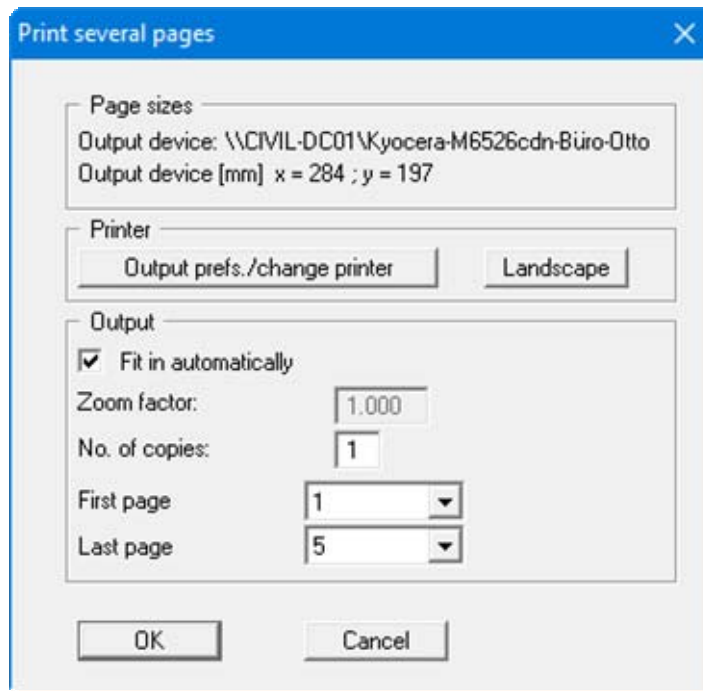 Print several pages
Page sizes
Output device: \\CIVIL-DC01\Kyocera-M6526cdn-Büro-Otto
Output device [mm] x = 284 ; y = 197
Printer
Output prefs./change printer Landscape
Output
Fit in automatically
Zoom factor: 1.000
No. of copies: 1
First page 1
Last page 5
OK Cancel